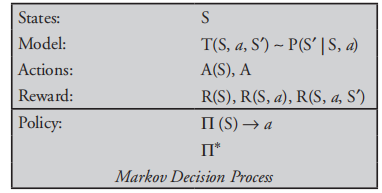 States: S
Model: T(S, a, S′) ~ P(S′ | S, a)
Actions: A(S), A
Reward: R(S), R(S, a), R(S, a, S′)
Policy: Π (S) → a
Π*
Markov Decision Process